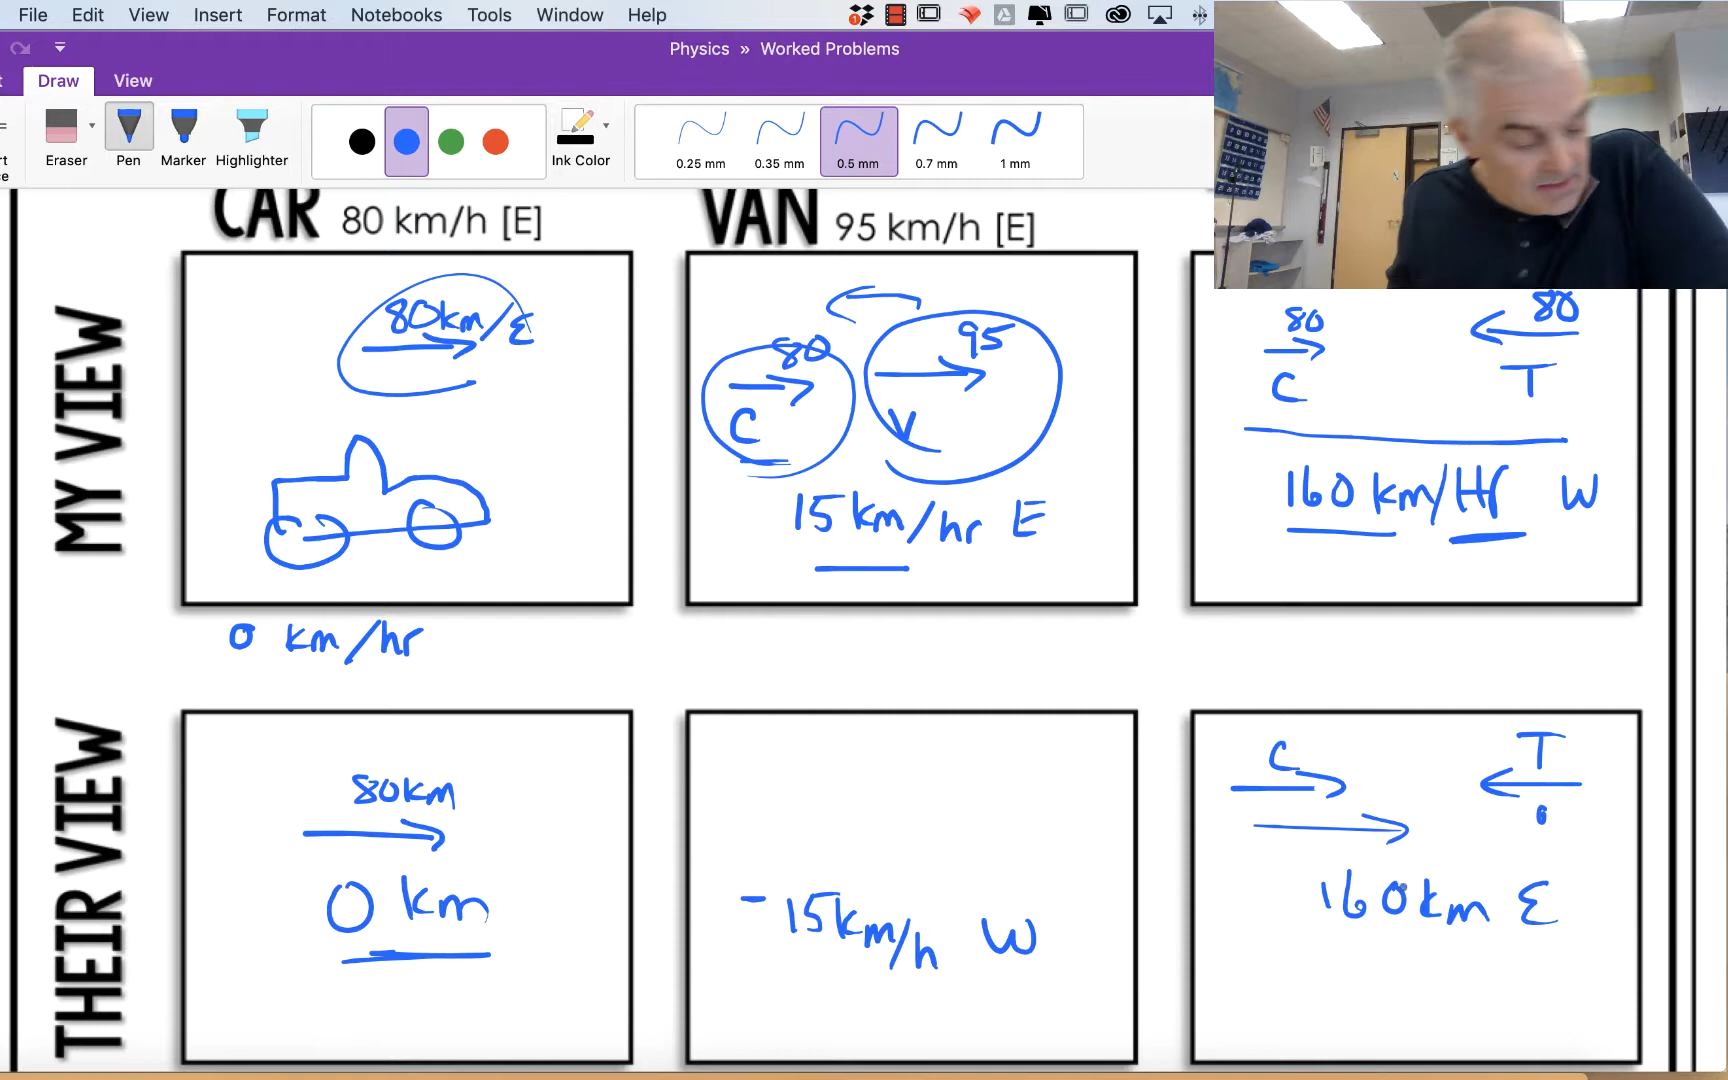 File Edit View Insert Format Notebooks Tools Window Help
Physics » Worked Problems
Draw View
Eraser Pen Marker Highlighter Ink Color 0.25 mm 0.35 mm 0.5 mm 0.7 mm 1 mm
CAR 80 km/h [E] VAN 95 km/h [E]
MY VIEW
80km/E
80 95
C V
15 km/hr E
80 80
C T
160 km/Hr W
0 km/hr
THEIR VIEW
80km
0 km
-15km/h W
C T
0
160km E